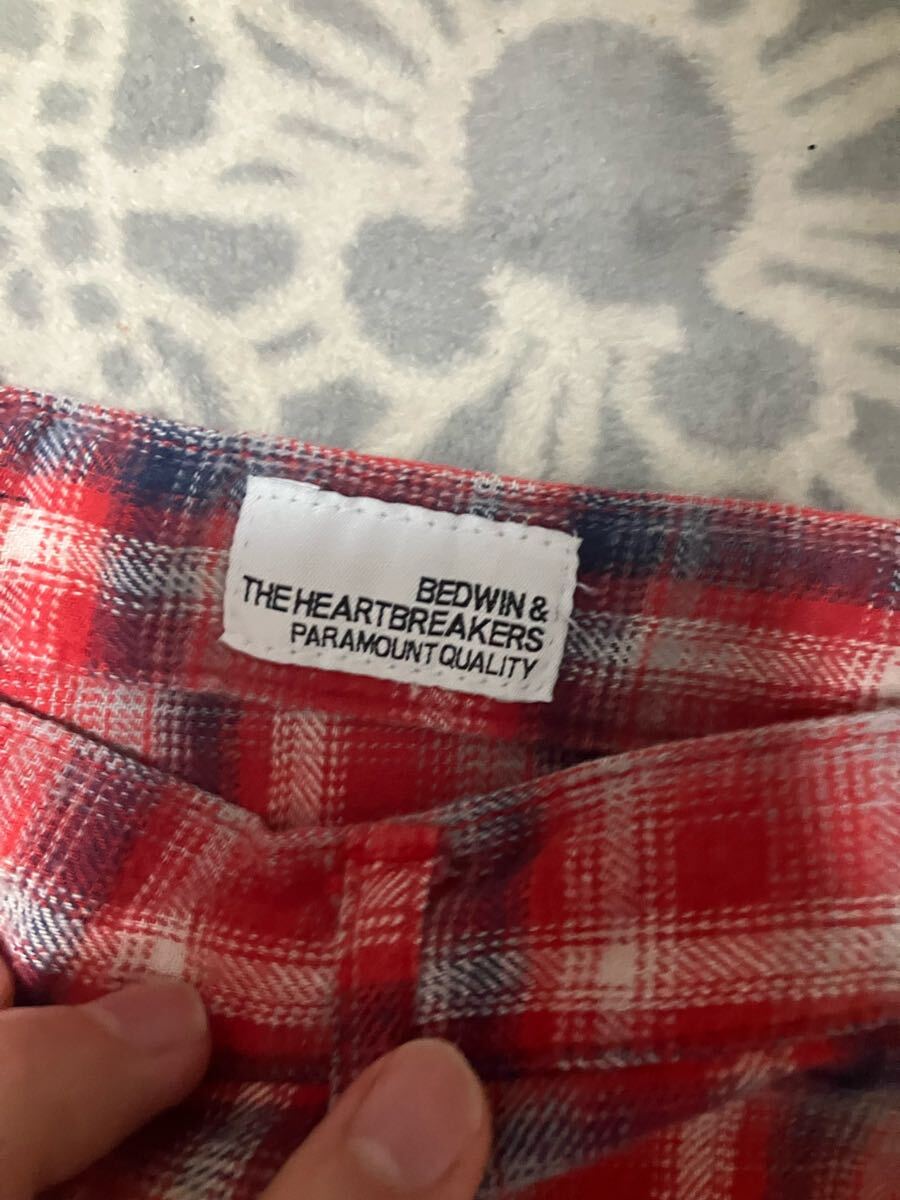 BEDWIN &
THE HEARTBREAKERS
PARAMOUNT QUALITY